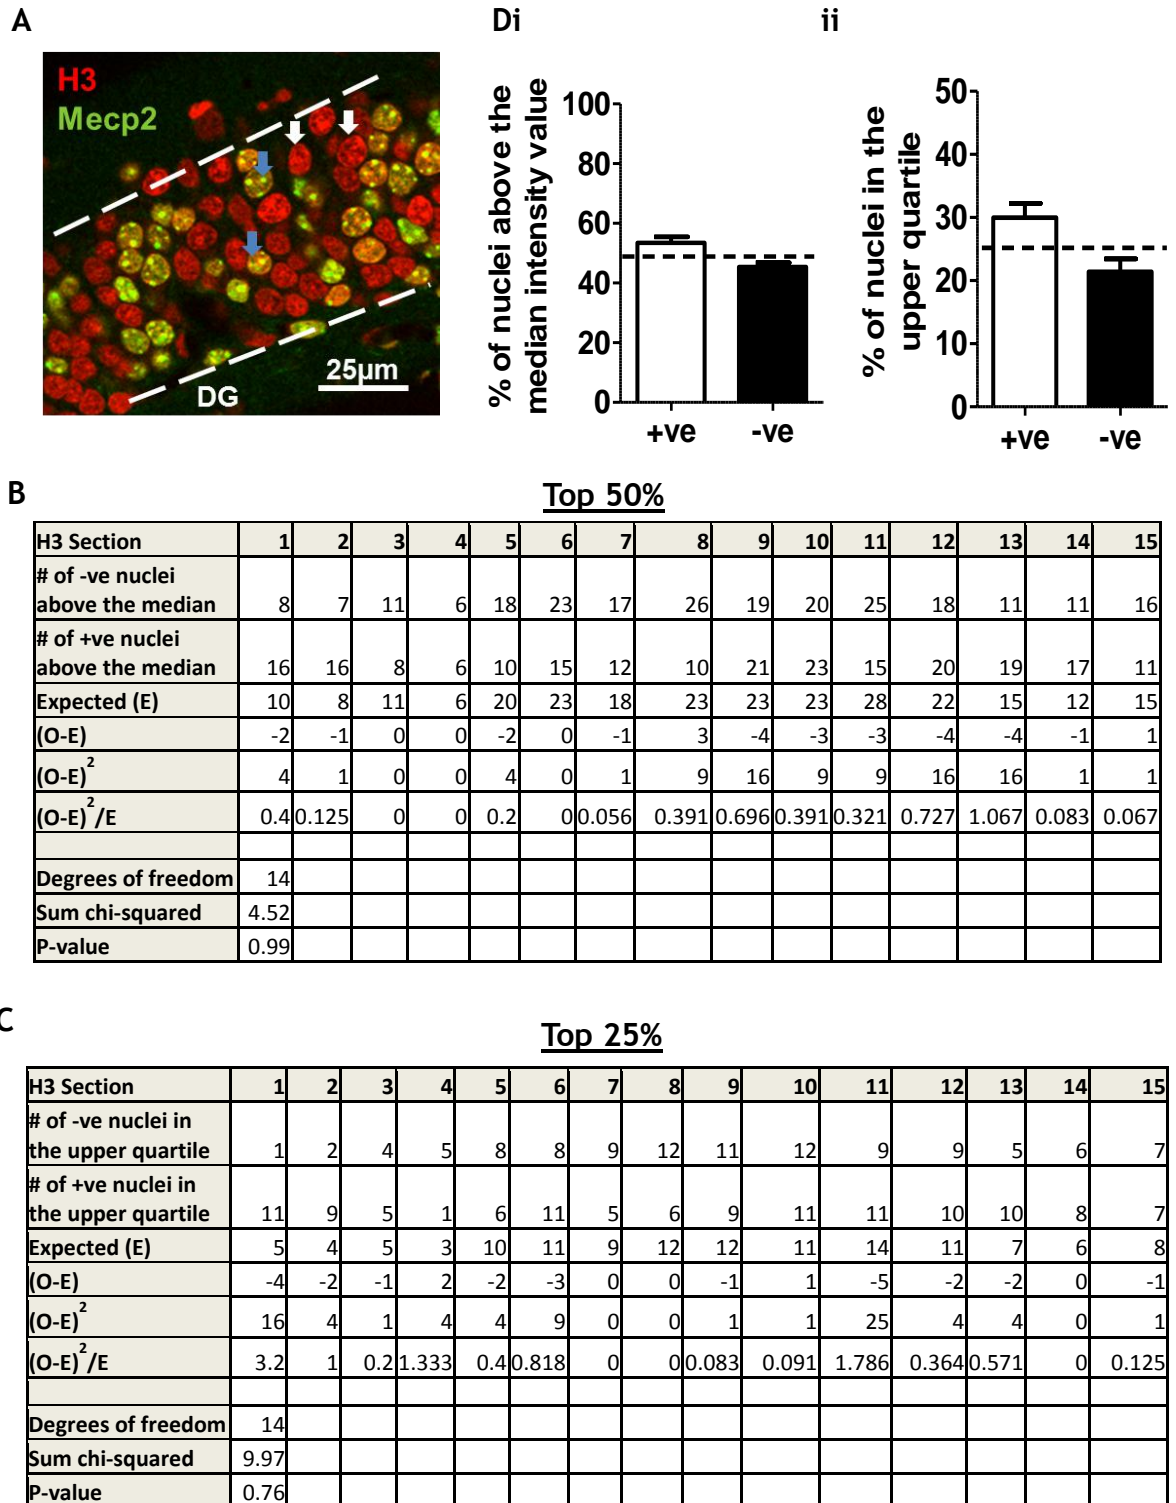 A
Di
ii
H3
Mecp2
DG
25µm
% of nuclei above the
median intensity value
100
80
60
40
20
0
+ve -ve
% of nuclei in the
upper quartile
50
40
30
20
10
0
+ve -ve
B
Top 50%
H3 Section 1 2 3 4 5 6 7 8 9 10 11 12 13 14 15
# of -ve nuclei
above the median 8 7 11 6 18 23 17 26 19 20 25 18 11 11 16
# of +ve nuclei
above the median 16 16 8 6 10 15 12 10 21 23 15 20 19 17 11
Expected (E) 10 8 11 6 20 23 18 23 23 23 28 22 15 12 15
(O-E) -2 -1 0 0 -2 0 -1 3 -4 -3 -3 -4 -4 -1 1
(O-E)² 4 1 0 0 4 0 1 9 16 9 9 16 16 1 1
(O-E)²/E 0.4 0.125 0 0 0.2 0 0.056 0.391 0.696 0.391 0.321 0.727 1.067 0.083 0.067
Degrees of freedom 14
Sum chi-squared 4.52
P-value 0.99
C
Top 25%
H3 Section 1 2 3 4 5 6 7 8 9 10 11 12 13 14 15
# of -ve nuclei in
the upper quartile 1 2 4 5 8 8 9 12 11 12 9 9 5 6 7
# of +ve nuclei in
the upper quartile 11 9 5 1 6 11 5 6 9 11 11 10 10 8 7
Expected (E) 5 4 5 3 10 11 9 12 12 11 14 11 7 6 8
(O-E) -4 -2 -1 2 -2 -3 0 0 -1 1 -5 -2 -2 0 -1
(O-E)² 16 4 1 4 4 9 0 0 1 1 25 4 4 0 1
(O-E)²/E 3.2 1 0.2 1.333 0.4 0.818 0 0 0.083 0.091 1.786 0.364 0.571 0 0.125
Degrees of freedom 14
Sum chi-squared 9.97
P-value 0.76